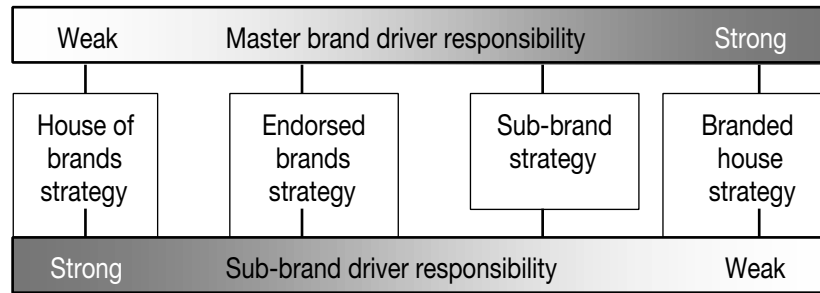 Weak Master brand driver responsibility Strong
House of
brands
strategy
Endorsed
brands
strategy
Sub-brand
strategy
Branded
house
strategy
Strong Sub-brand driver responsibility Weak